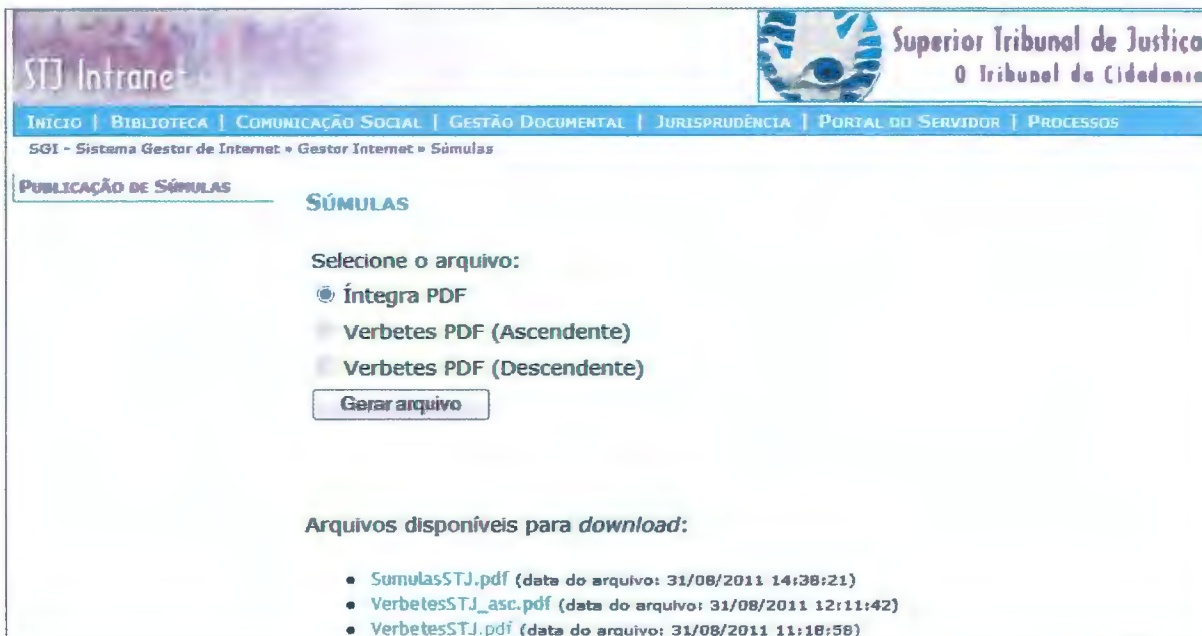 STJ Intranet
Superior Tribunal de Justiça
O Tribunal da Cidadania
INÍCIO | BIBLIOTECA | COMUNICAÇÃO SOCIAL | GESTÃO DOCUMENTAL | JURISPRUDÊNCIA | PORTAL DO SERVIDOR | PROCESSOS
SGI - Sistema Gestor de Internet » Gestor Internet » Súmulas
PUBLICAÇÃO DE SÚMULAS
SÚMULAS
Selecione o arquivo:
Íntegra PDF
Verbetes PDF (Ascendente)
Verbetes PDF (Descendente)
Gerar arquivo
Arquivos disponíveis para download:
• SumulasSTJ.pdf (data do arquivo: 31/08/2011 14:38:21)
• VerbetesSTJ_asc.pdf (data do arquivo: 31/08/2011 12:11:42)
• VerbetesSTJ.pdf (data do arquivo: 31/08/2011 11:18:58)